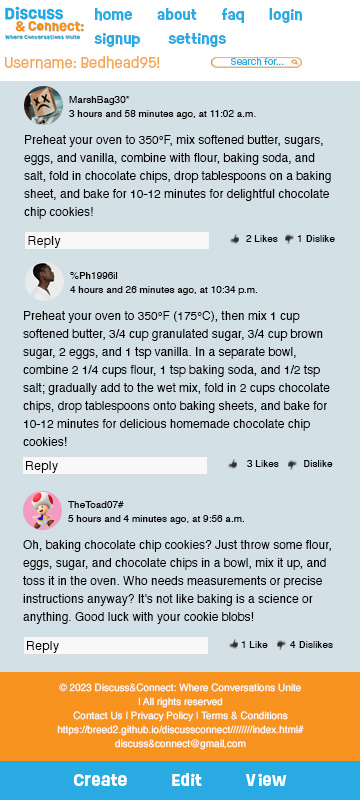 Discuss
& Connect:
Where Conversations Unite
home about faq login
signup settings
Username: Bedhead95!
Search for...
MarshBag30*
3 hours and 58 minutes ago, at 11:02 a.m.
Preheat your oven to 350°F, mix softened butter, sugars,
eggs, and vanilla, combine with flour, baking soda, and
salt, fold in chocolate chips, drop tablespoons on a baking
sheet, and bake for 10-12 minutes for delightful chocolate
chip cookies!
Reply 2 Likes 1 Dislike
%Ph1996il
4 hours and 26 minutes ago, at 10:34 p.m.
Preheat your oven to 350°F (175°C), then mix 1 cup
softened butter, 3/4 cup granulated sugar, 3/4 cup brown
sugar, 2 eggs, and 1 tsp vanilla. In a separate bowl,
combine 2 1/4 cups flour, 1 tsp baking soda, and 1/2 tsp
salt; gradually add to the wet mix, fold in 2 cups chocolate
chips, drop tablespoons onto baking sheets, and bake for
10-12 minutes for delicious homemade chocolate chip
cookies!
Reply 3 Likes Dislike
TheToad07#
5 hours and 4 minutes ago, at 9:56 a.m.
Oh, baking chocolate chip cookies? Just throw some flour,
eggs, sugar, and chocolate chips in a bowl, mix it up, and
toss it in the oven. Who needs measurements or precise
instructions anyway? It's not like baking is a science or
anything. Good luck with your cookie blobs!
Reply 1 Like 4 Dislikes
© 2023 Discuss&Connect: Where Conversations Unite
| All rights reserved
Contact Us | Privacy Policy | Terms & Conditions
https://breed2.github.io/discussconnect////////index.html#
discuss&connect@gmail,com
Create Edit View